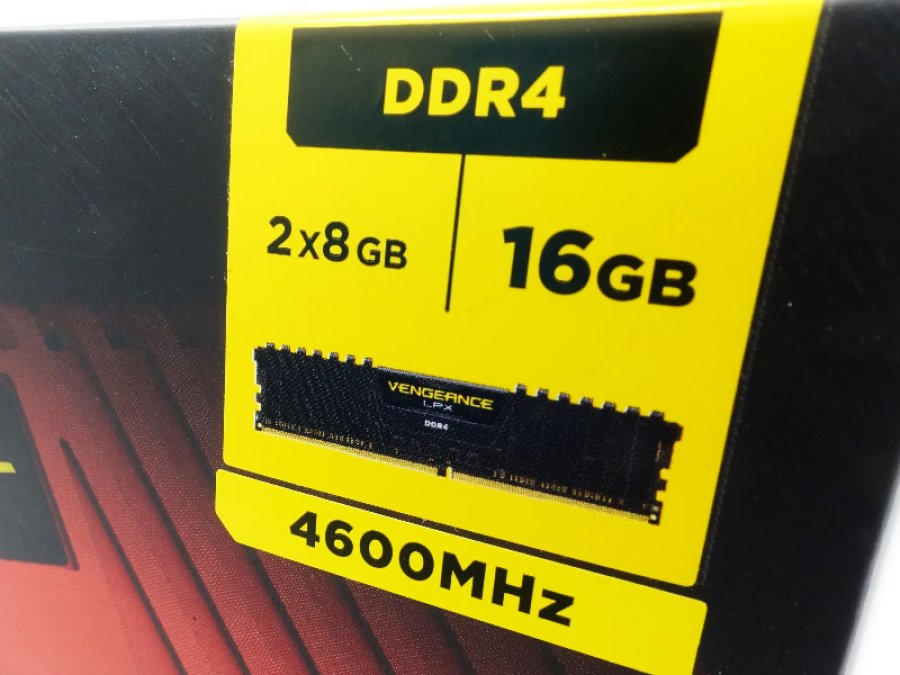 DDR4
2x8GB
16GB
VENGEANCE
LPX
DDR4
4600MHz